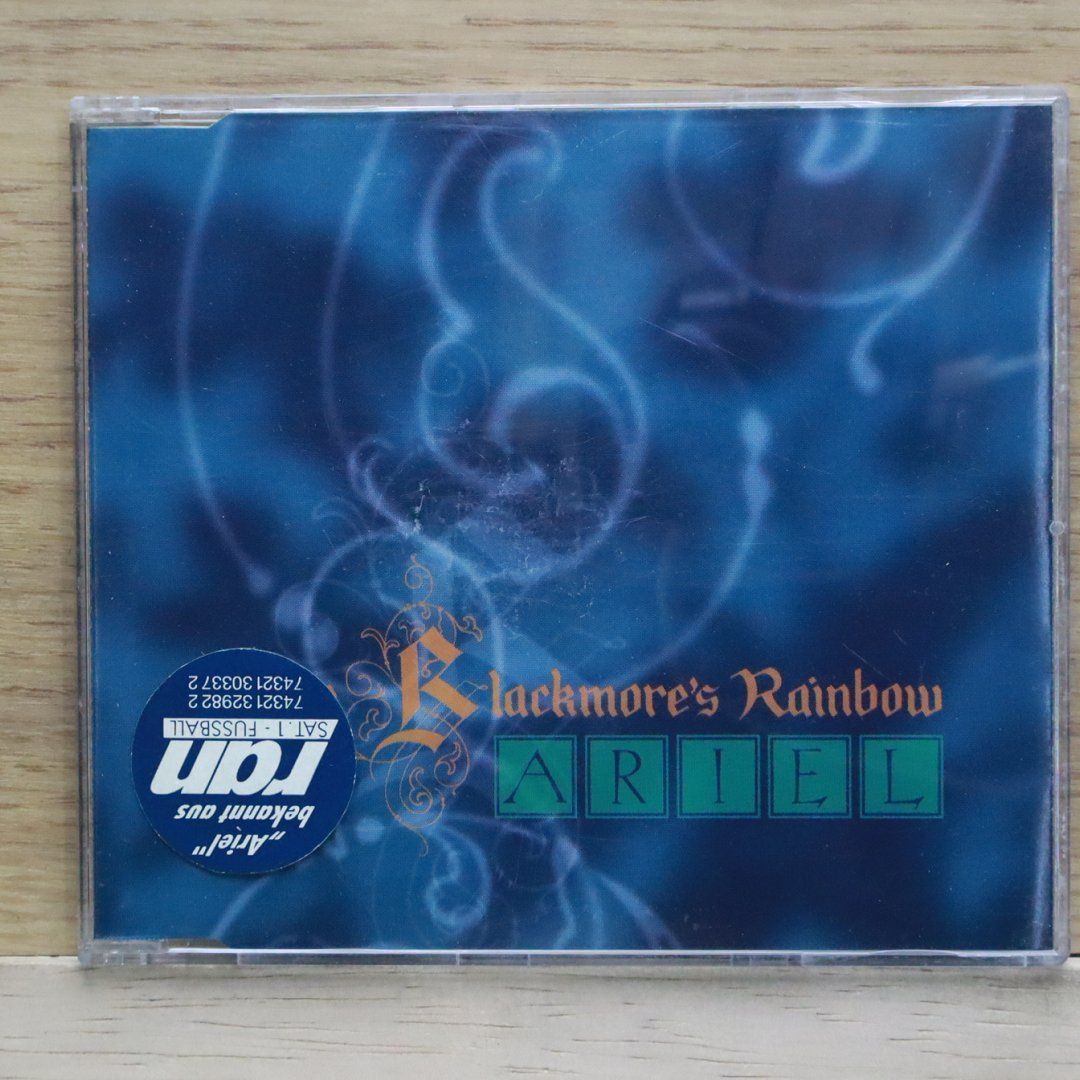 Blackmore's Rainbow
ARIEL
„Ariel"
bekannt aus
ran
SAT.1 - FUSSBALL
74321 30337 2
74321 32982 2